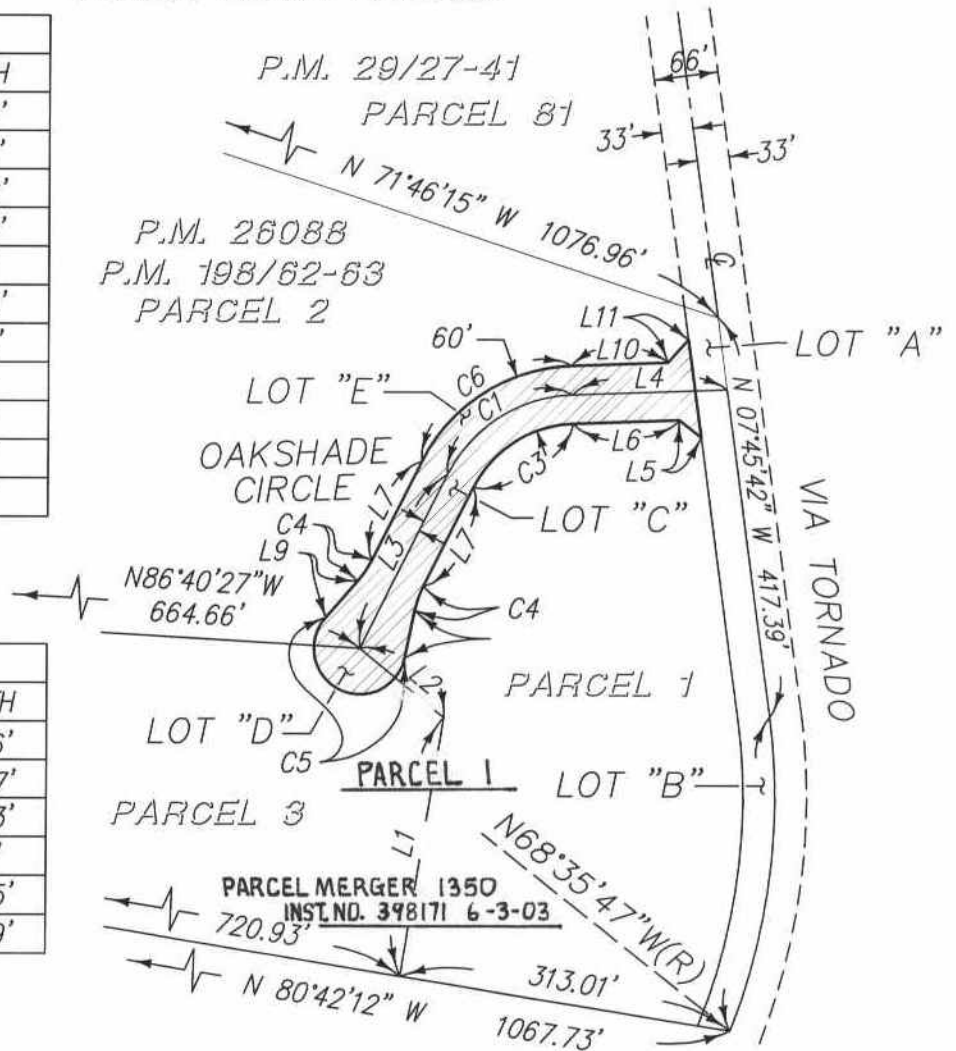 P.M. 29/27-41
PARCEL 81
66'
33'
33'
N 71°46'15" W 1076.96'
P.M. 26088
P.M. 198/62-63
PARCEL 2
℄
LOT "A"
60'
L11
L10
L4
LOT "E"
C6
C1
OAKSHADE
CIRCLE
L6
C3
L5
LOT "C"
L7
L3
L7
C4
L9
C4
N 07°45'42" W 417.39'
VIA TORNADO
N86°40'27"W
664.66'
L2
PARCEL 1
LOT "D"
C5
PARCEL 1
LOT "B"
PARCEL 3
L1
N68°35'47"W(R)
PARCEL MERGER 1350
INST. NO. 398171 6-3-03
720.93'
313.01'
N 80°42'12" W
1067.73'